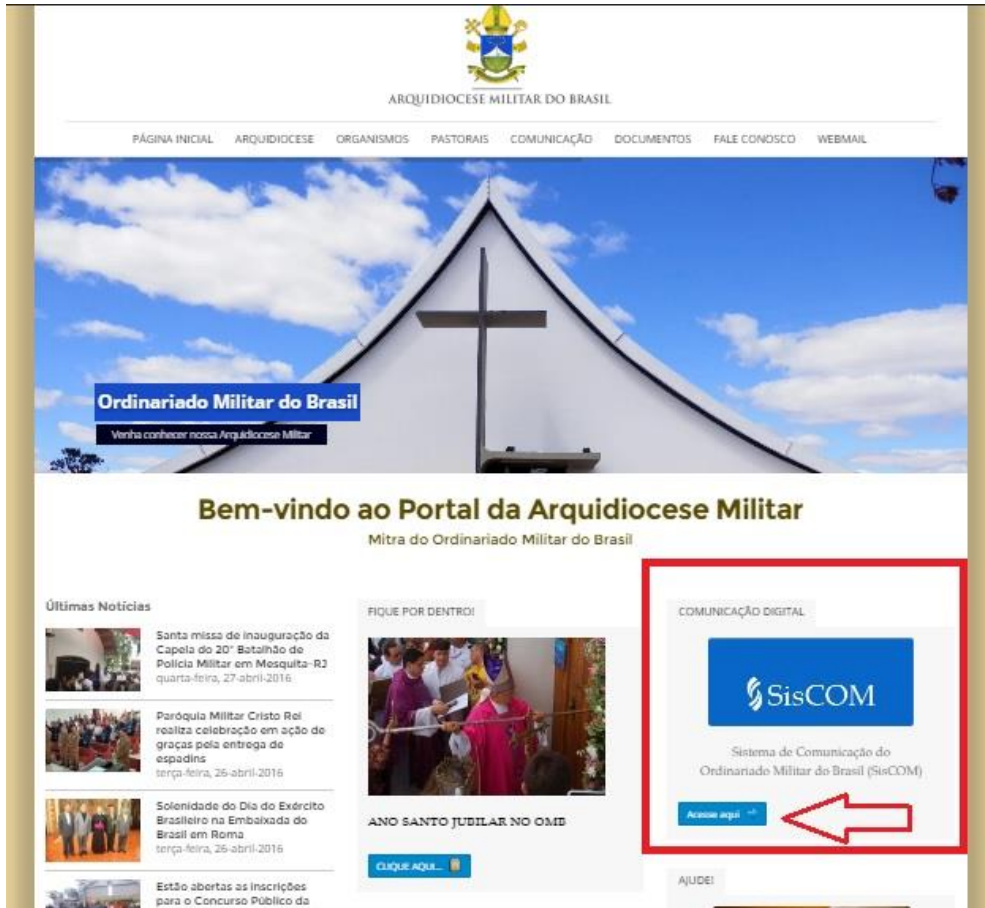 ARQUIDIOCESE MILITAR DO BRASIL
PÁGINA INICIAL ARQUIDIOCESE ORGANISMOS PASTORAIS COMUNICAÇÃO DOCUMENTOS FALE CONOSCO WEBMAIL
Ordinariado Militar do Brasil
Venha conhecer nossa Arquidiocese Militar
Bem-vindo ao Portal da Arquidiocese Militar
Mitra do Ordinariado Militar do Brasil
Últimas Notícias
Santa missa de inauguração da
Capela do 20° Batalhão de
Polícia Militar em Mesquita-RJ
quarta-feira, 27-abril-2016
Paróquia Militar Cristo Rei
realiza celebração em ação de
graças pela entrega de
espadins
terça-feira, 26-abril-2016
Solenidade do Dia do Exército
Brasileiro na Embaixada do
Brasil em Roma
terça-feira, 26-abril-2016
Estão abertas as inscrições
para o Concurso Público da
FIQUE POR DENTRO!
ANO SANTO JUBILAR NO OMB
CLIQUE AQUI...
COMUNICAÇÃO DIGITAL
SisCOM
Sistema de Comunicação do
Ordinariado Militar do Brasil (SisCOM)
Acesse aqui
AJUDE!